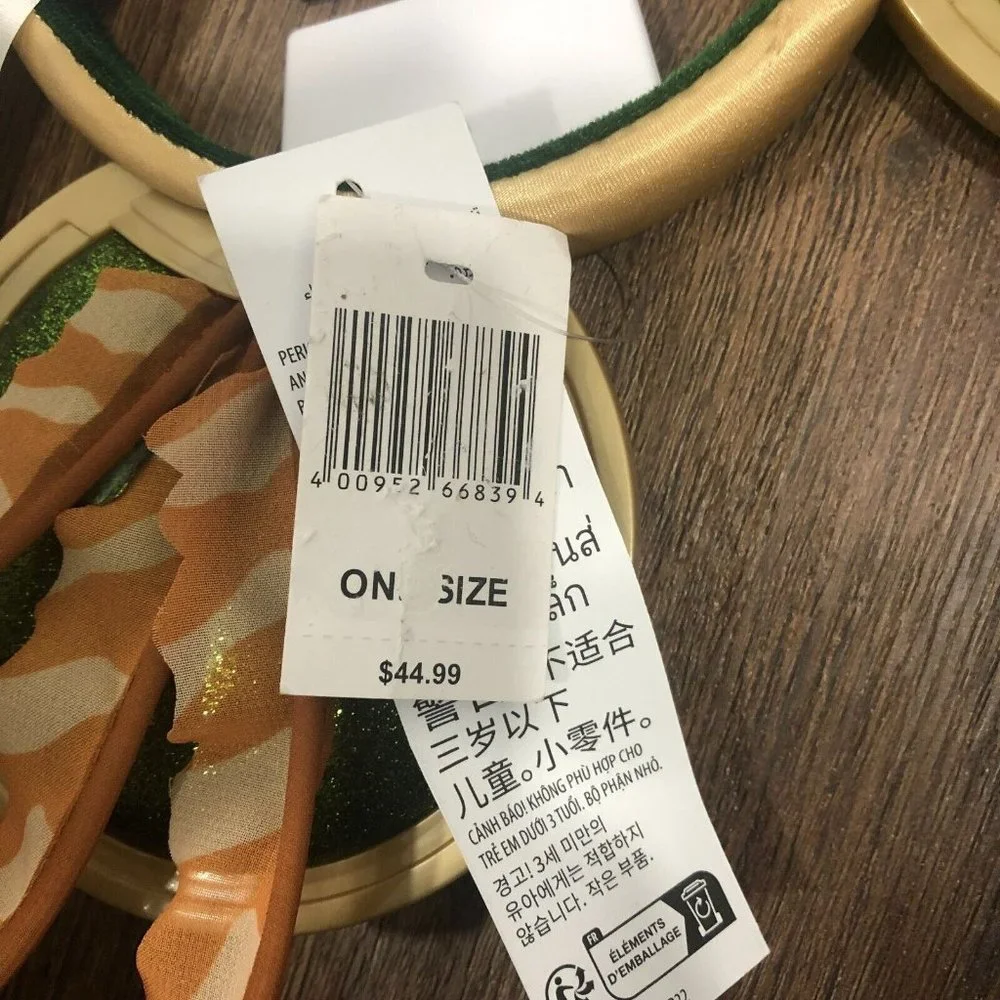 4 00952 66839 4
SIZE
$44.99
不适合
三岁以下
儿童。小零件。
CẢNH BÁO! KHÔNG PHÙ HỢP CHO
TRẺ EM DƯỚI 3 TUỔI. BỘ PHẬN NHỎ.
경고! 3세 미만의
유아에게는 적합하지
않습니다. 작은 부품.
FR
ÉLÉMENTS
D'EMBALLAGE